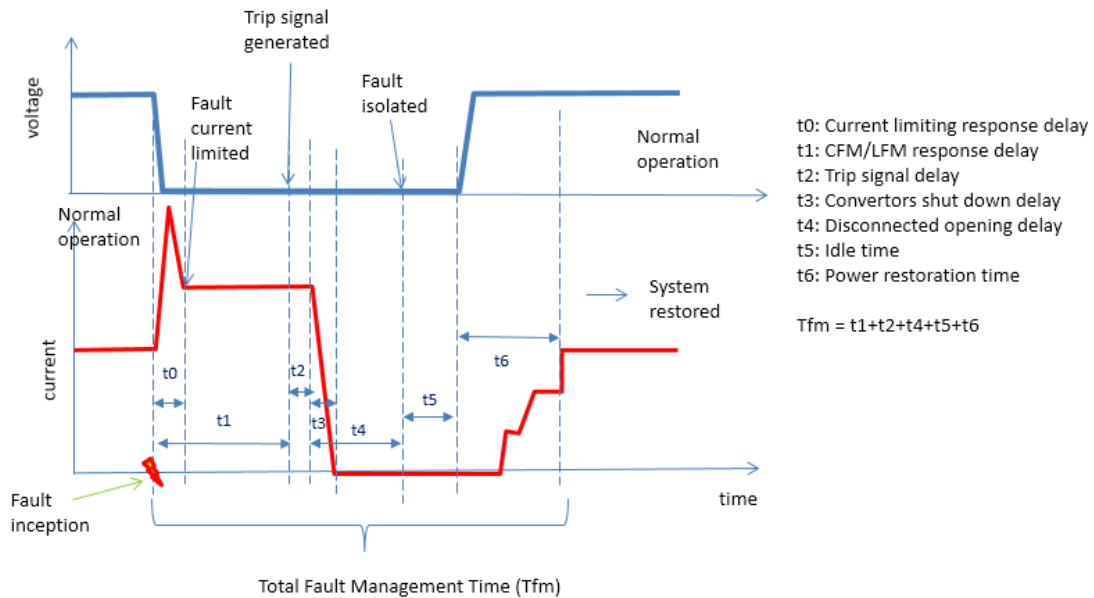 Trip signal
generated
voltage
Fault
current
limited
Fault
isolated
Normal
operation
t0: Current limiting response delay
t1: CFM/LFM response delay
t2: Trip signal delay
t3: Convertors shut down delay
t4: Disconnected opening delay
t5: Idle time
t6: Power restoration time
Tfm = t1+t2+t4+t5+t6
Normal
operation
System
restored
current
t0
t1
t2
t3
t4
t5
t6
time
Fault
inception
Total Fault Management Time (Tfm)